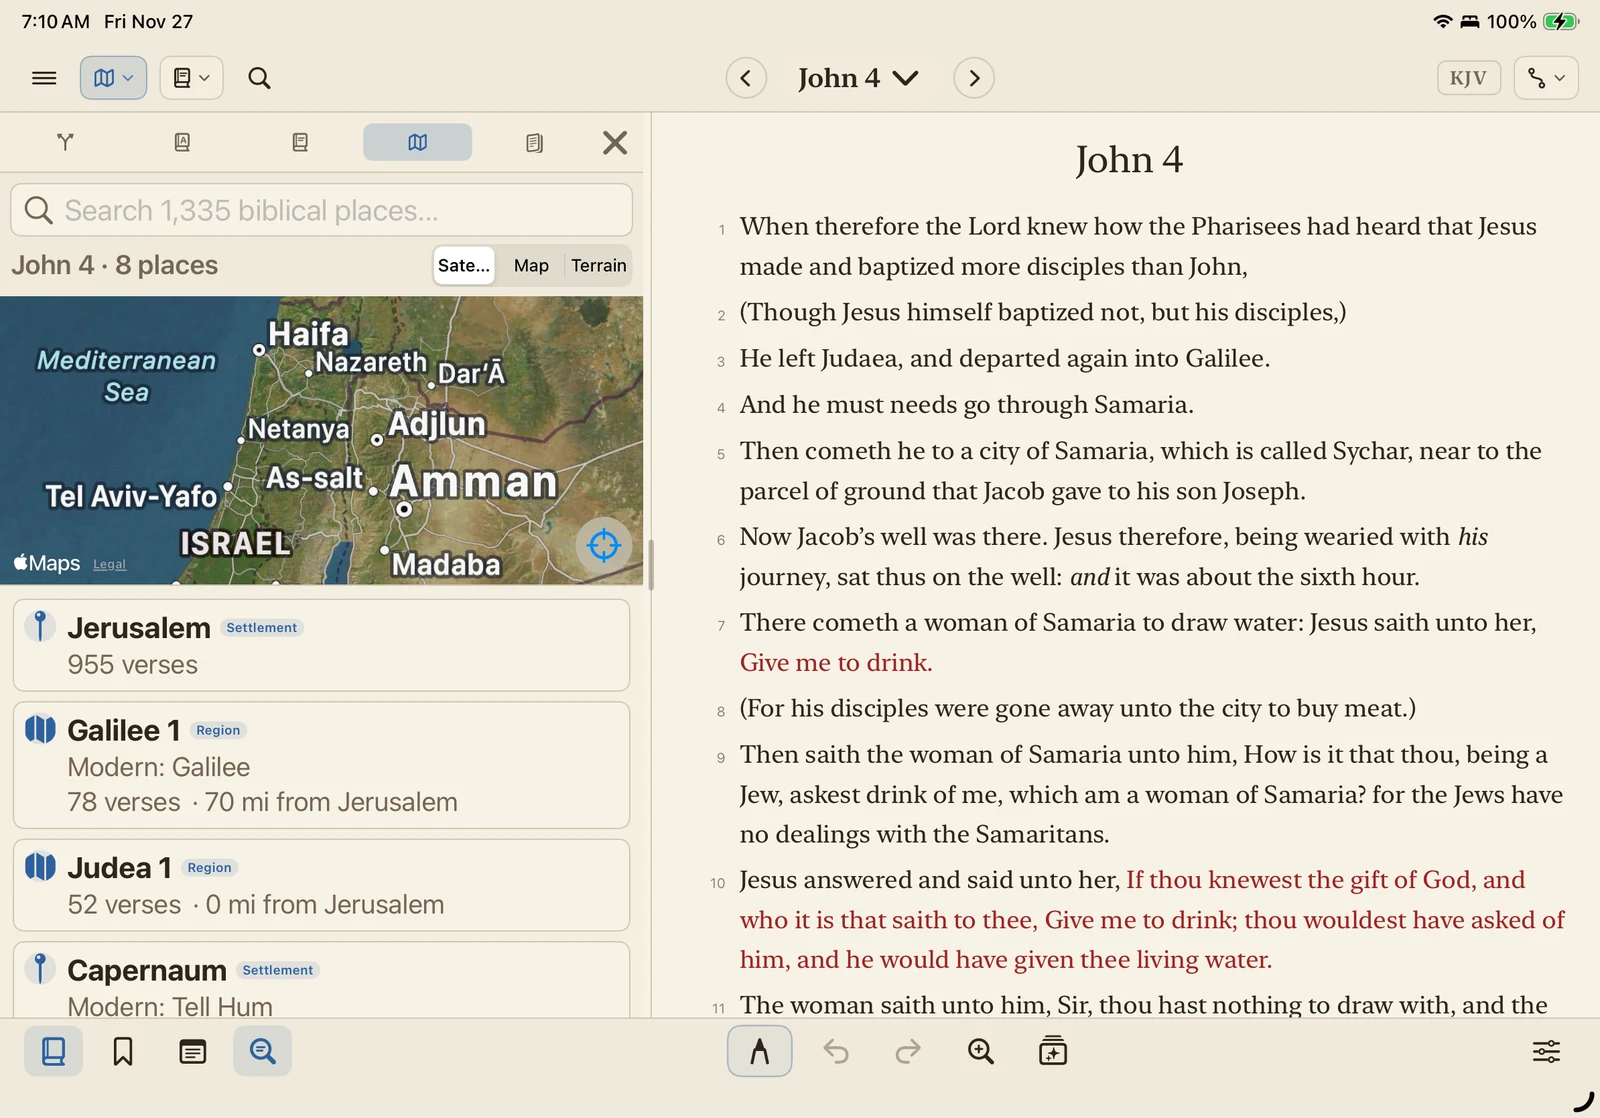 7:10 AM Fri Nov 27
100%
John 4
KJV
Search 1,335 biblical places...
John 4 · 8 places
Sate...
Map
Terrain
Haifa
Mediterranean
Sea
Nazareth
Dar‘Ā
Netanya
Adjlun
As-salt
Amman
Tel Aviv-Yafo
ISRAEL
Madaba
Maps Legal
Jerusalem Settlement
955 verses
Galilee 1 Region
Modern: Galilee
78 verses · 70 mi from Jerusalem
Judea 1 Region
52 verses · 0 mi from Jerusalem
Capernaum Settlement
Modern: Tell Hum
John 4
1 When therefore the Lord knew how the Pharisees had heard that Jesus
made and baptized more disciples than John,
2 (Though Jesus himself baptized not, but his disciples,)
3 He left Judaea, and departed again into Galilee.
4 And he must needs go through Samaria.
5 Then cometh he to a city of Samaria, which is called Sychar, near to the
parcel of ground that Jacob gave to his son Joseph.
6 Now Jacob’s well was there. Jesus therefore, being wearied with his
journey, sat thus on the well: and it was about the sixth hour.
7 There cometh a woman of Samaria to draw water: Jesus saith unto her,
Give me to drink.
8 (For his disciples were gone away unto the city to buy meat.)
9 Then saith the woman of Samaria unto him, How is it that thou, being a
Jew, askest drink of me, which am a woman of Samaria? for the Jews have
no dealings with the Samaritans.
10 Jesus answered and said unto her, If thou knewest the gift of God, and
who it is that saith to thee, Give me to drink; thou wouldest have asked of
him, and he would have given thee living water.
11 The woman saith unto him, Sir, thou hast nothing to draw with, and the